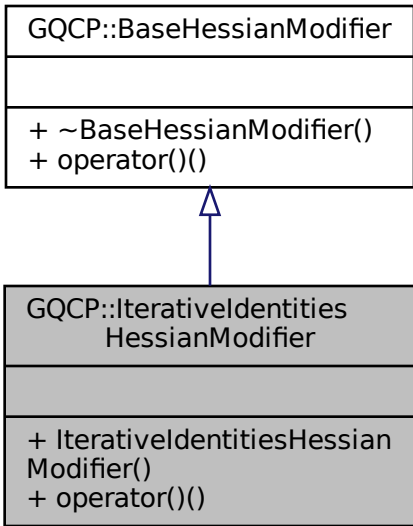 GQCP::BaseHessianModifier
+ ~BaseHessianModifier()
+ operator()()
GQCP::IterativeIdentities
HessianModifier
+ IterativeIdentitiesHessian
Modifier()
+ operator()()